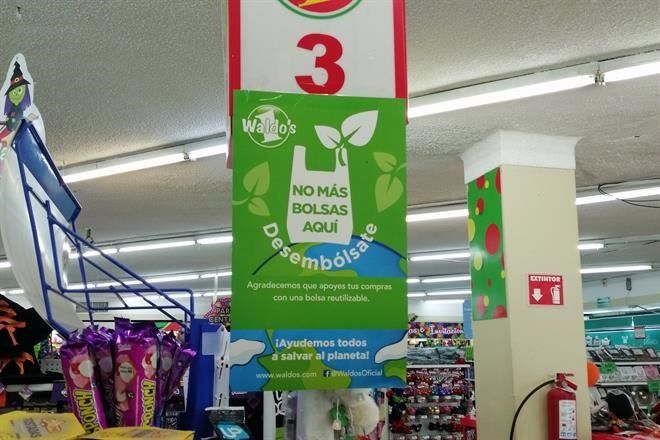 3
Waldo's
NO MÁS
BOLSAS
AQUÍ
Desembólsate
Agradecemos que apoyes tus compras
con una bolsa reutilizable.
¡Ayudemos todos
a salvar al planeta!
www.waldos.com @WaldosOficial
EXTINTOR